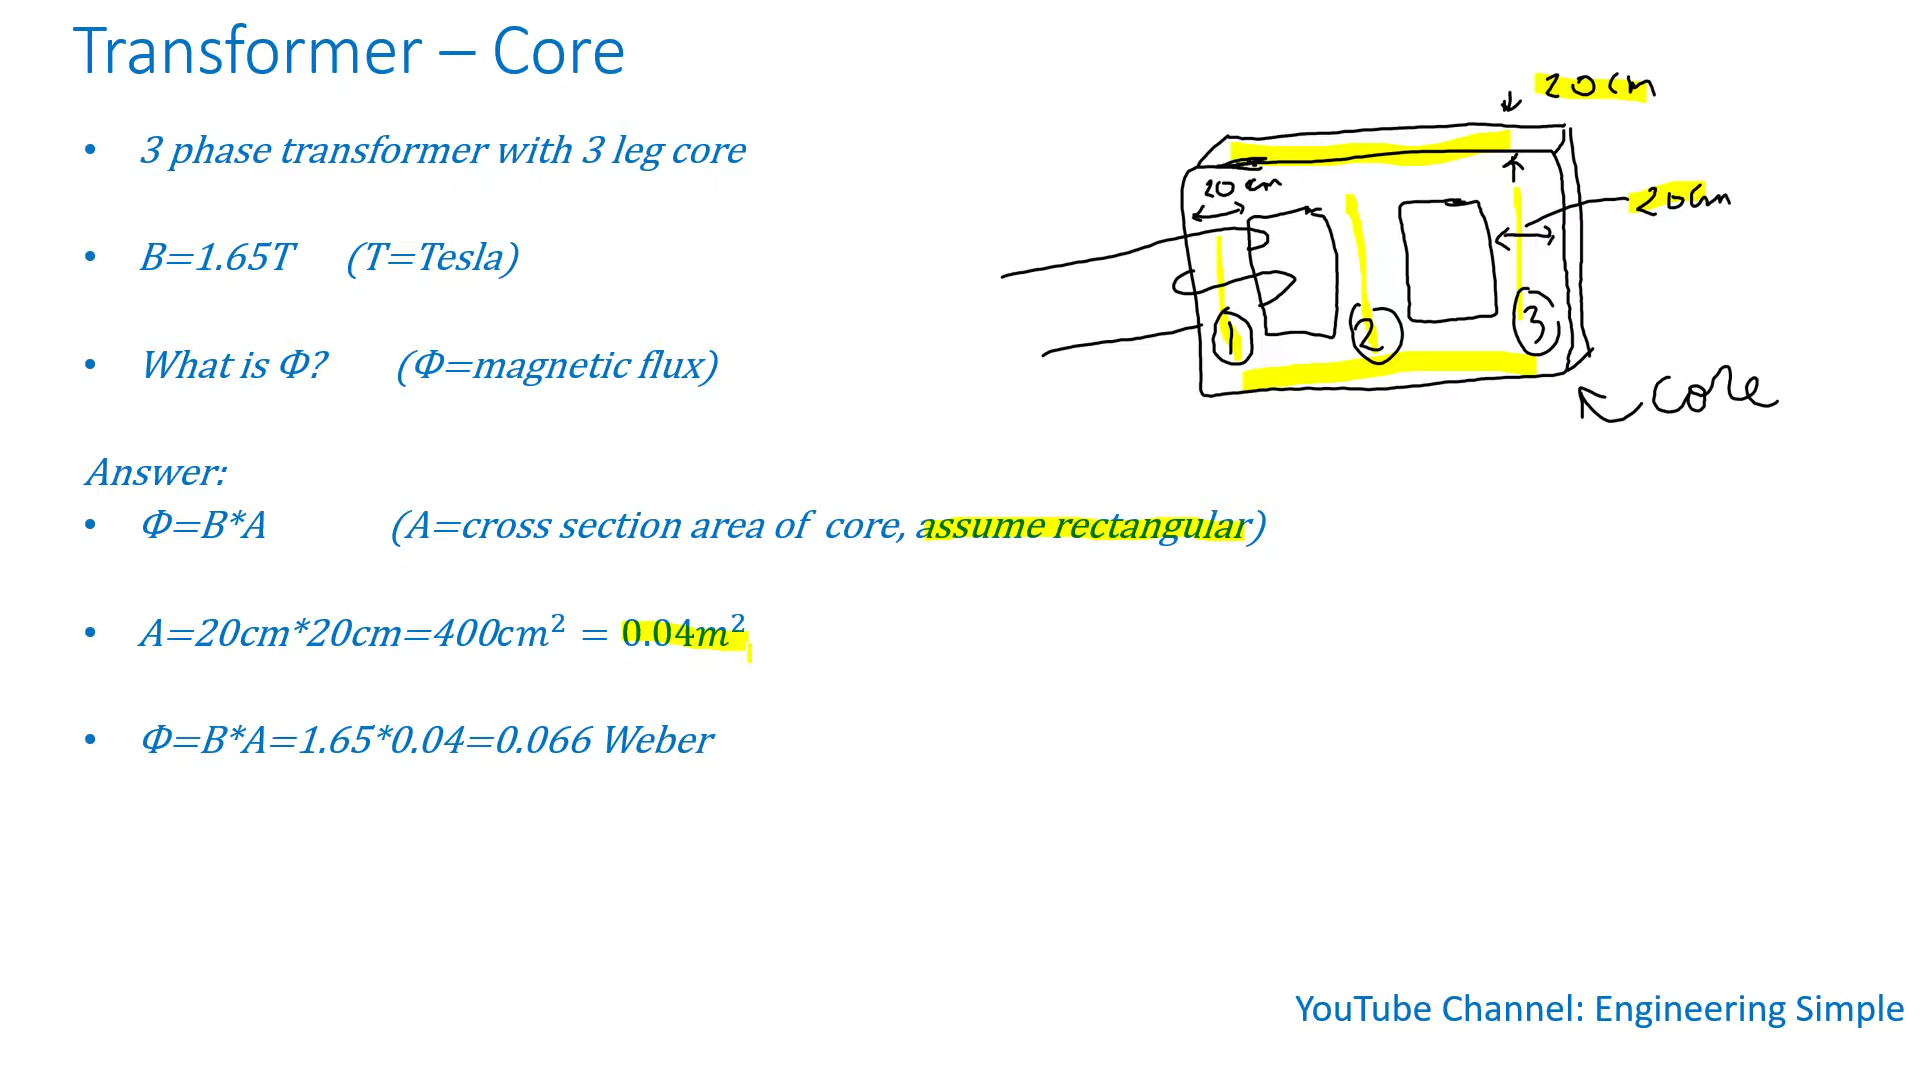 Transformer – Core
• 3 phase transformer with 3 leg core
• B=1.65T (T=Tesla)
• What is Φ? (Φ=magnetic flux)
20cm
20cm
20cm
1
2
3
core
Answer:
• Φ=B*A (A=cross section area of core, assume rectangular)
• A=20cm*20cm=400cm² = 0.04m²
• Φ=B*A=1.65*0.04=0.066 Weber
YouTube Channel: Engineering Simple